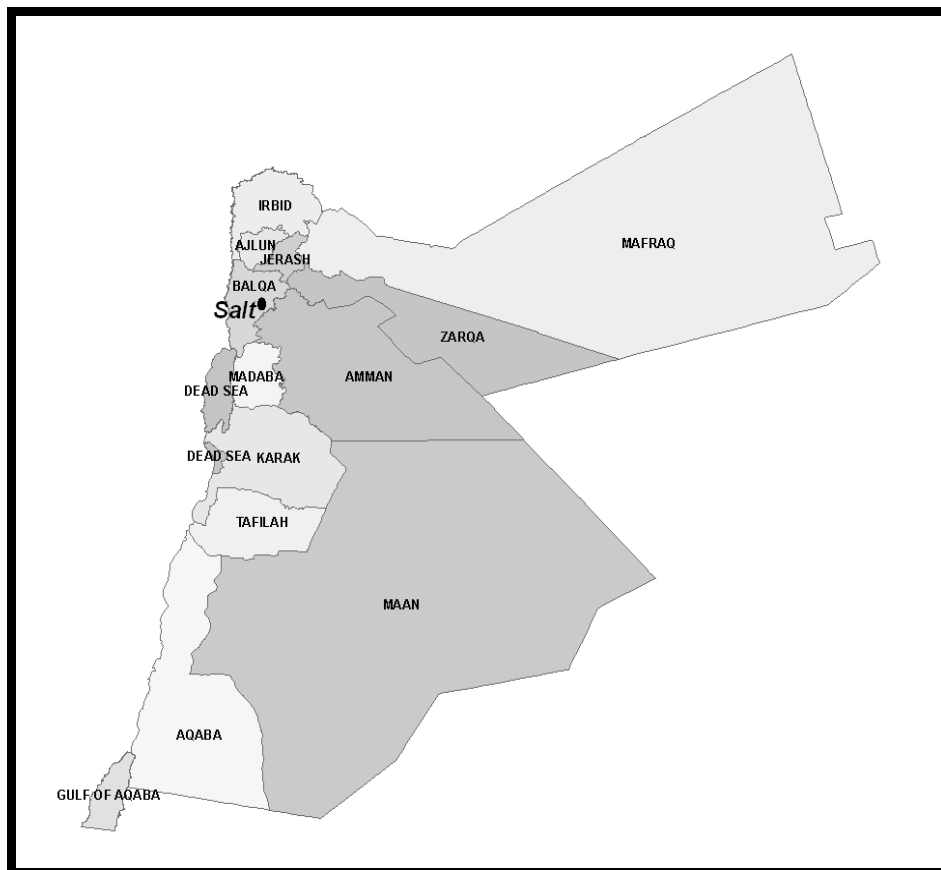 IRBID
MAFRAQ
AJLUN
JERASH
BALQA
Salt
ZARQA
MADABA
AMMAN
DEAD SEA
DEAD SEA
KARAK
TAFILAH
MAAN
AQABA
GULF OF AQABA